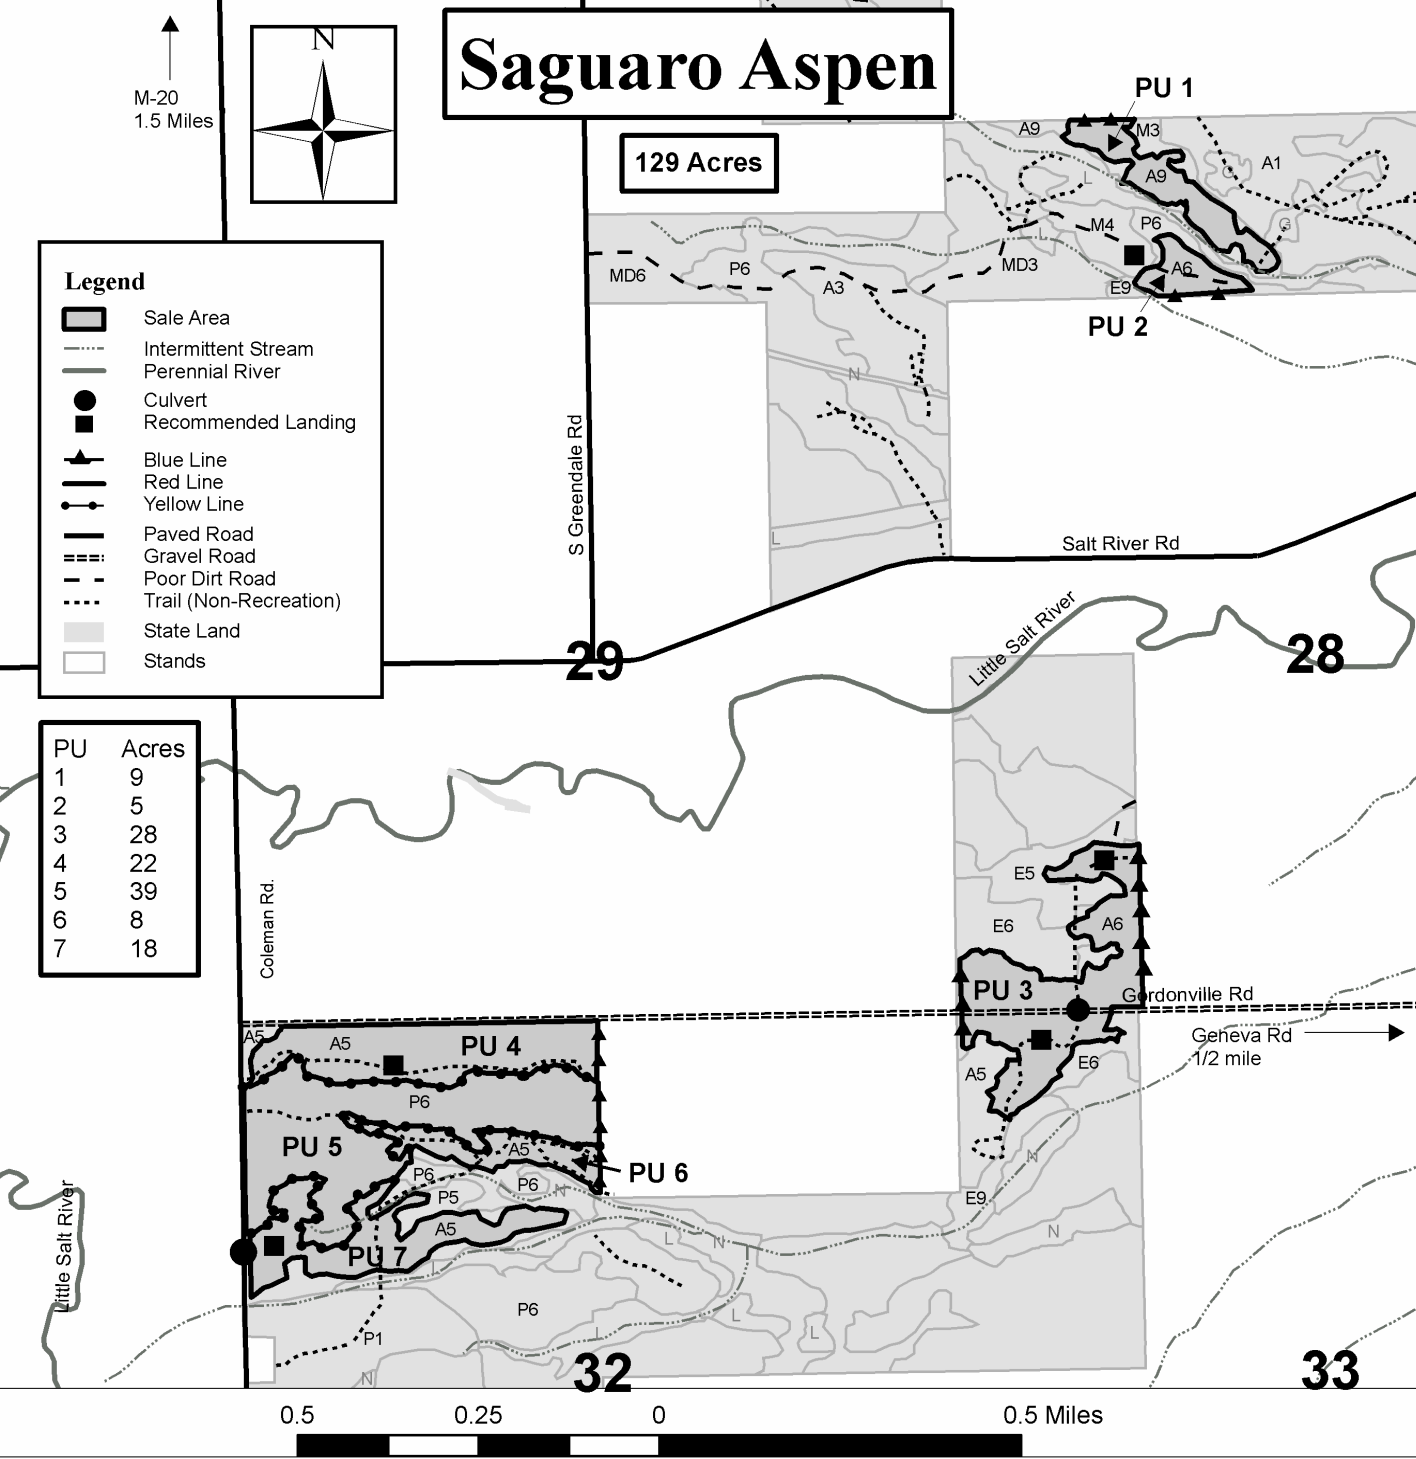 Saguaro Aspen
129 Acres
N
M-20
1.5 Miles
PU 1
A9
M3
A9
A1
L
G
G
M4
P6
L
MD3
A6
E9
PU 2
MD6
P6
A3
N
L
S Greendale Rd
Salt River Rd
Legend
Sale Area
Intermittent Stream
Perennial River
Culvert
Recommended Landing
Blue Line
Red Line
Yellow Line
Paved Road
Gravel Road
Poor Dirt Road
Trail (Non-Recreation)
State Land
Stands
29
28
Little Salt River
PU Acres
1 9
2 5
3 28
4 22
5 39
6 8
7 18
Coleman Rd.
E5
E6
A6
PU 3
Gordonville Rd
Geneva Rd
1/2 mile
A5
E6
N
E9
N
A5
A5
PU 4
P6
PU 5
A5
PU 6
P6
P6
N
P5
A5
PU 7
L
L
N
P6
L
L
L
P1
N
Little Salt River
32
33
0.5 0.25 0 0.5 Miles